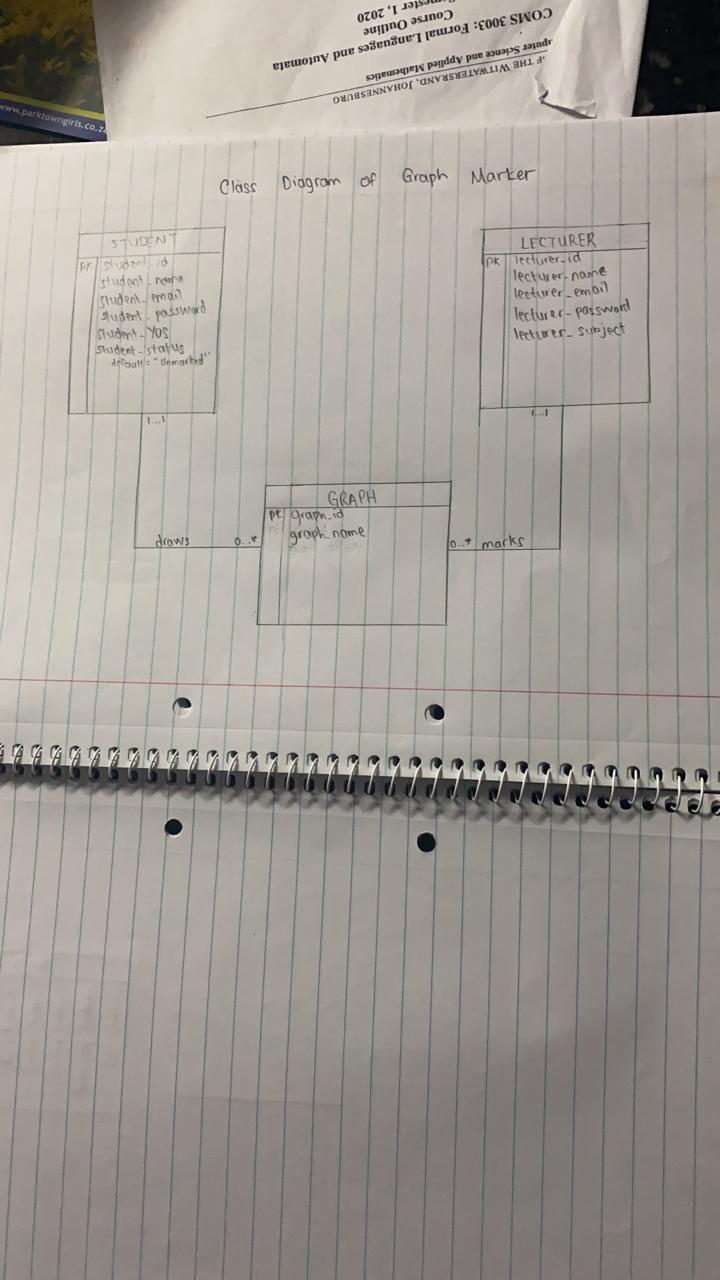 www.parktowngirls.co.z
F THE WITWATERSRAND, JOHANNESBURG
puter Science and Applied Mathematics
COMS 3003: Formal Languages and Automata
Course Outline
mester 1, 2020
Class Diagram of Graph Marker
STUDENT
PK student_id
student_name
student_email
student_password
student_YOS
student_status
default="Unmarked"
1...1
LECTURER
PK lecturer_id
lecturer_name
lecturer_email
lecturer_password
lecturer_subject
1...1
GRAPH
PK graph_id
graph_name
draws 0...*
0...* marks